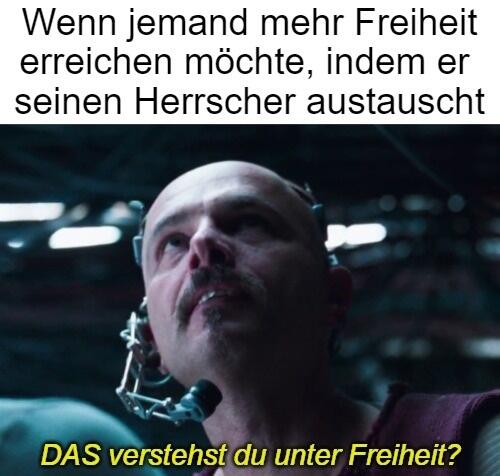 Wenn jemand mehr Freiheit
erreichen möchte, indem er
seinen Herrscher austauscht
DAS verstehst du unter Freiheit?